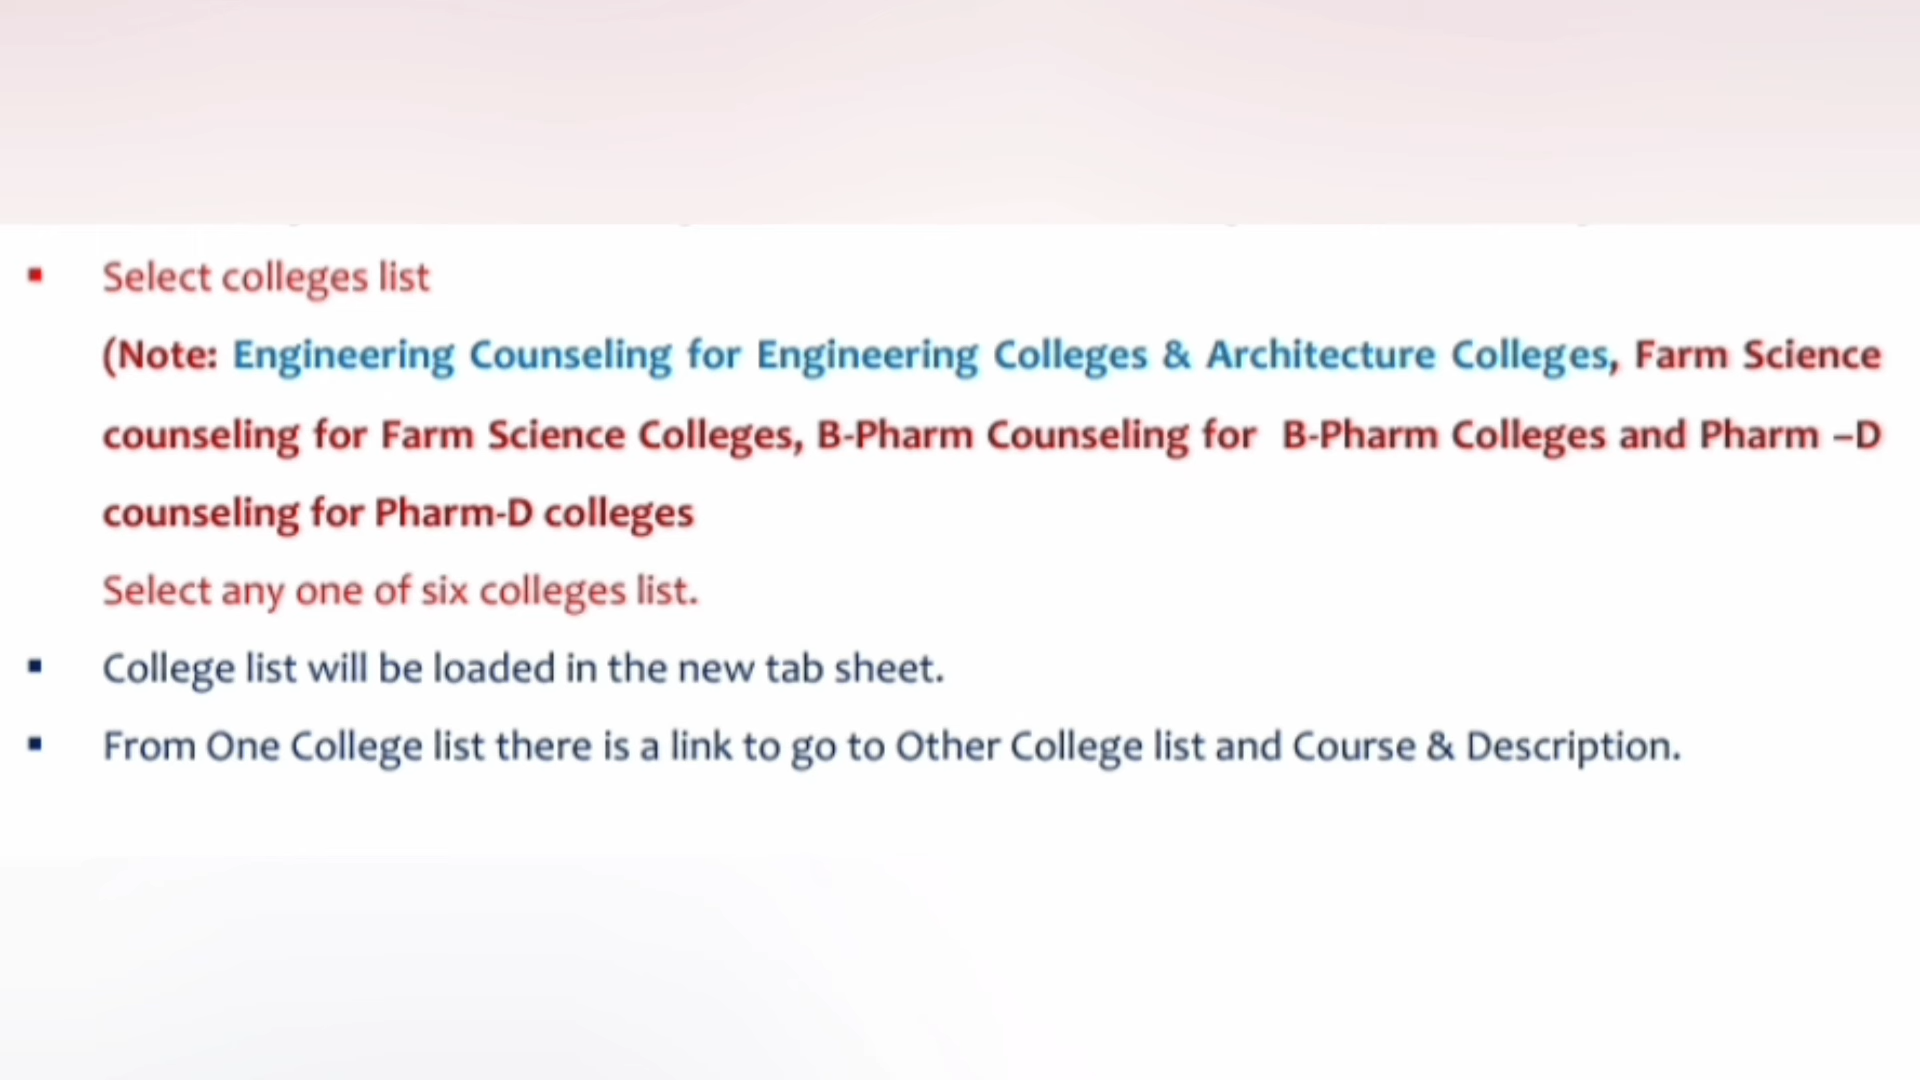 ▪ Select colleges list
(Note: Engineering Counseling for Engineering Colleges & Architecture Colleges, Farm Science
counseling for Farm Science Colleges, B-Pharm Counseling for B-Pharm Colleges and Pharm –D
counseling for Pharm-D colleges
Select any one of six colleges list.
▪ College list will be loaded in the new tab sheet.
▪ From One College list there is a link to go to Other College list and Course & Description.